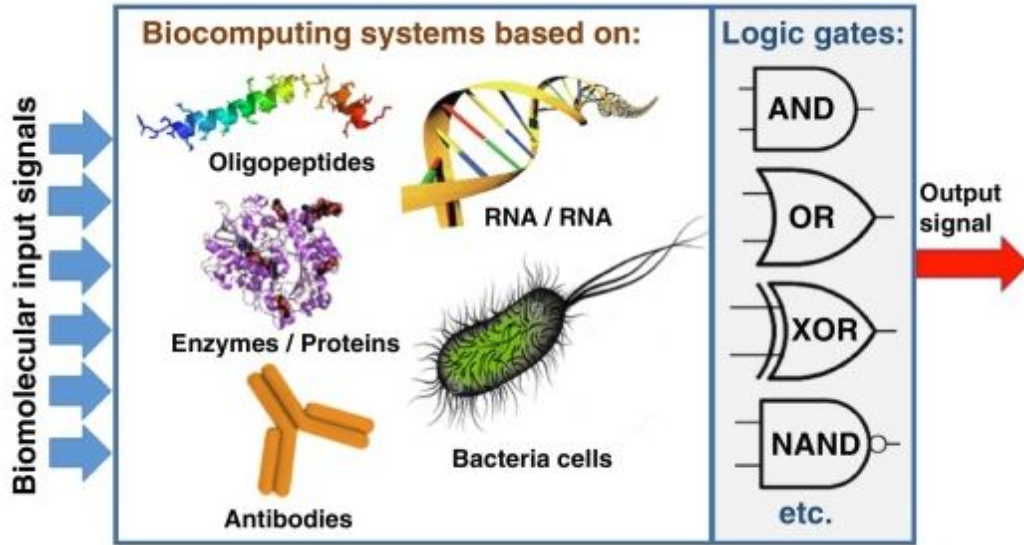 Biomolecular input signals
Biocomputing systems based on:
Oligopeptides
RNA / RNA
Enzymes / Proteins
Bacteria cells
Antibodies
Logic gates:
AND
OR
XOR
NAND
etc.
Output
signal